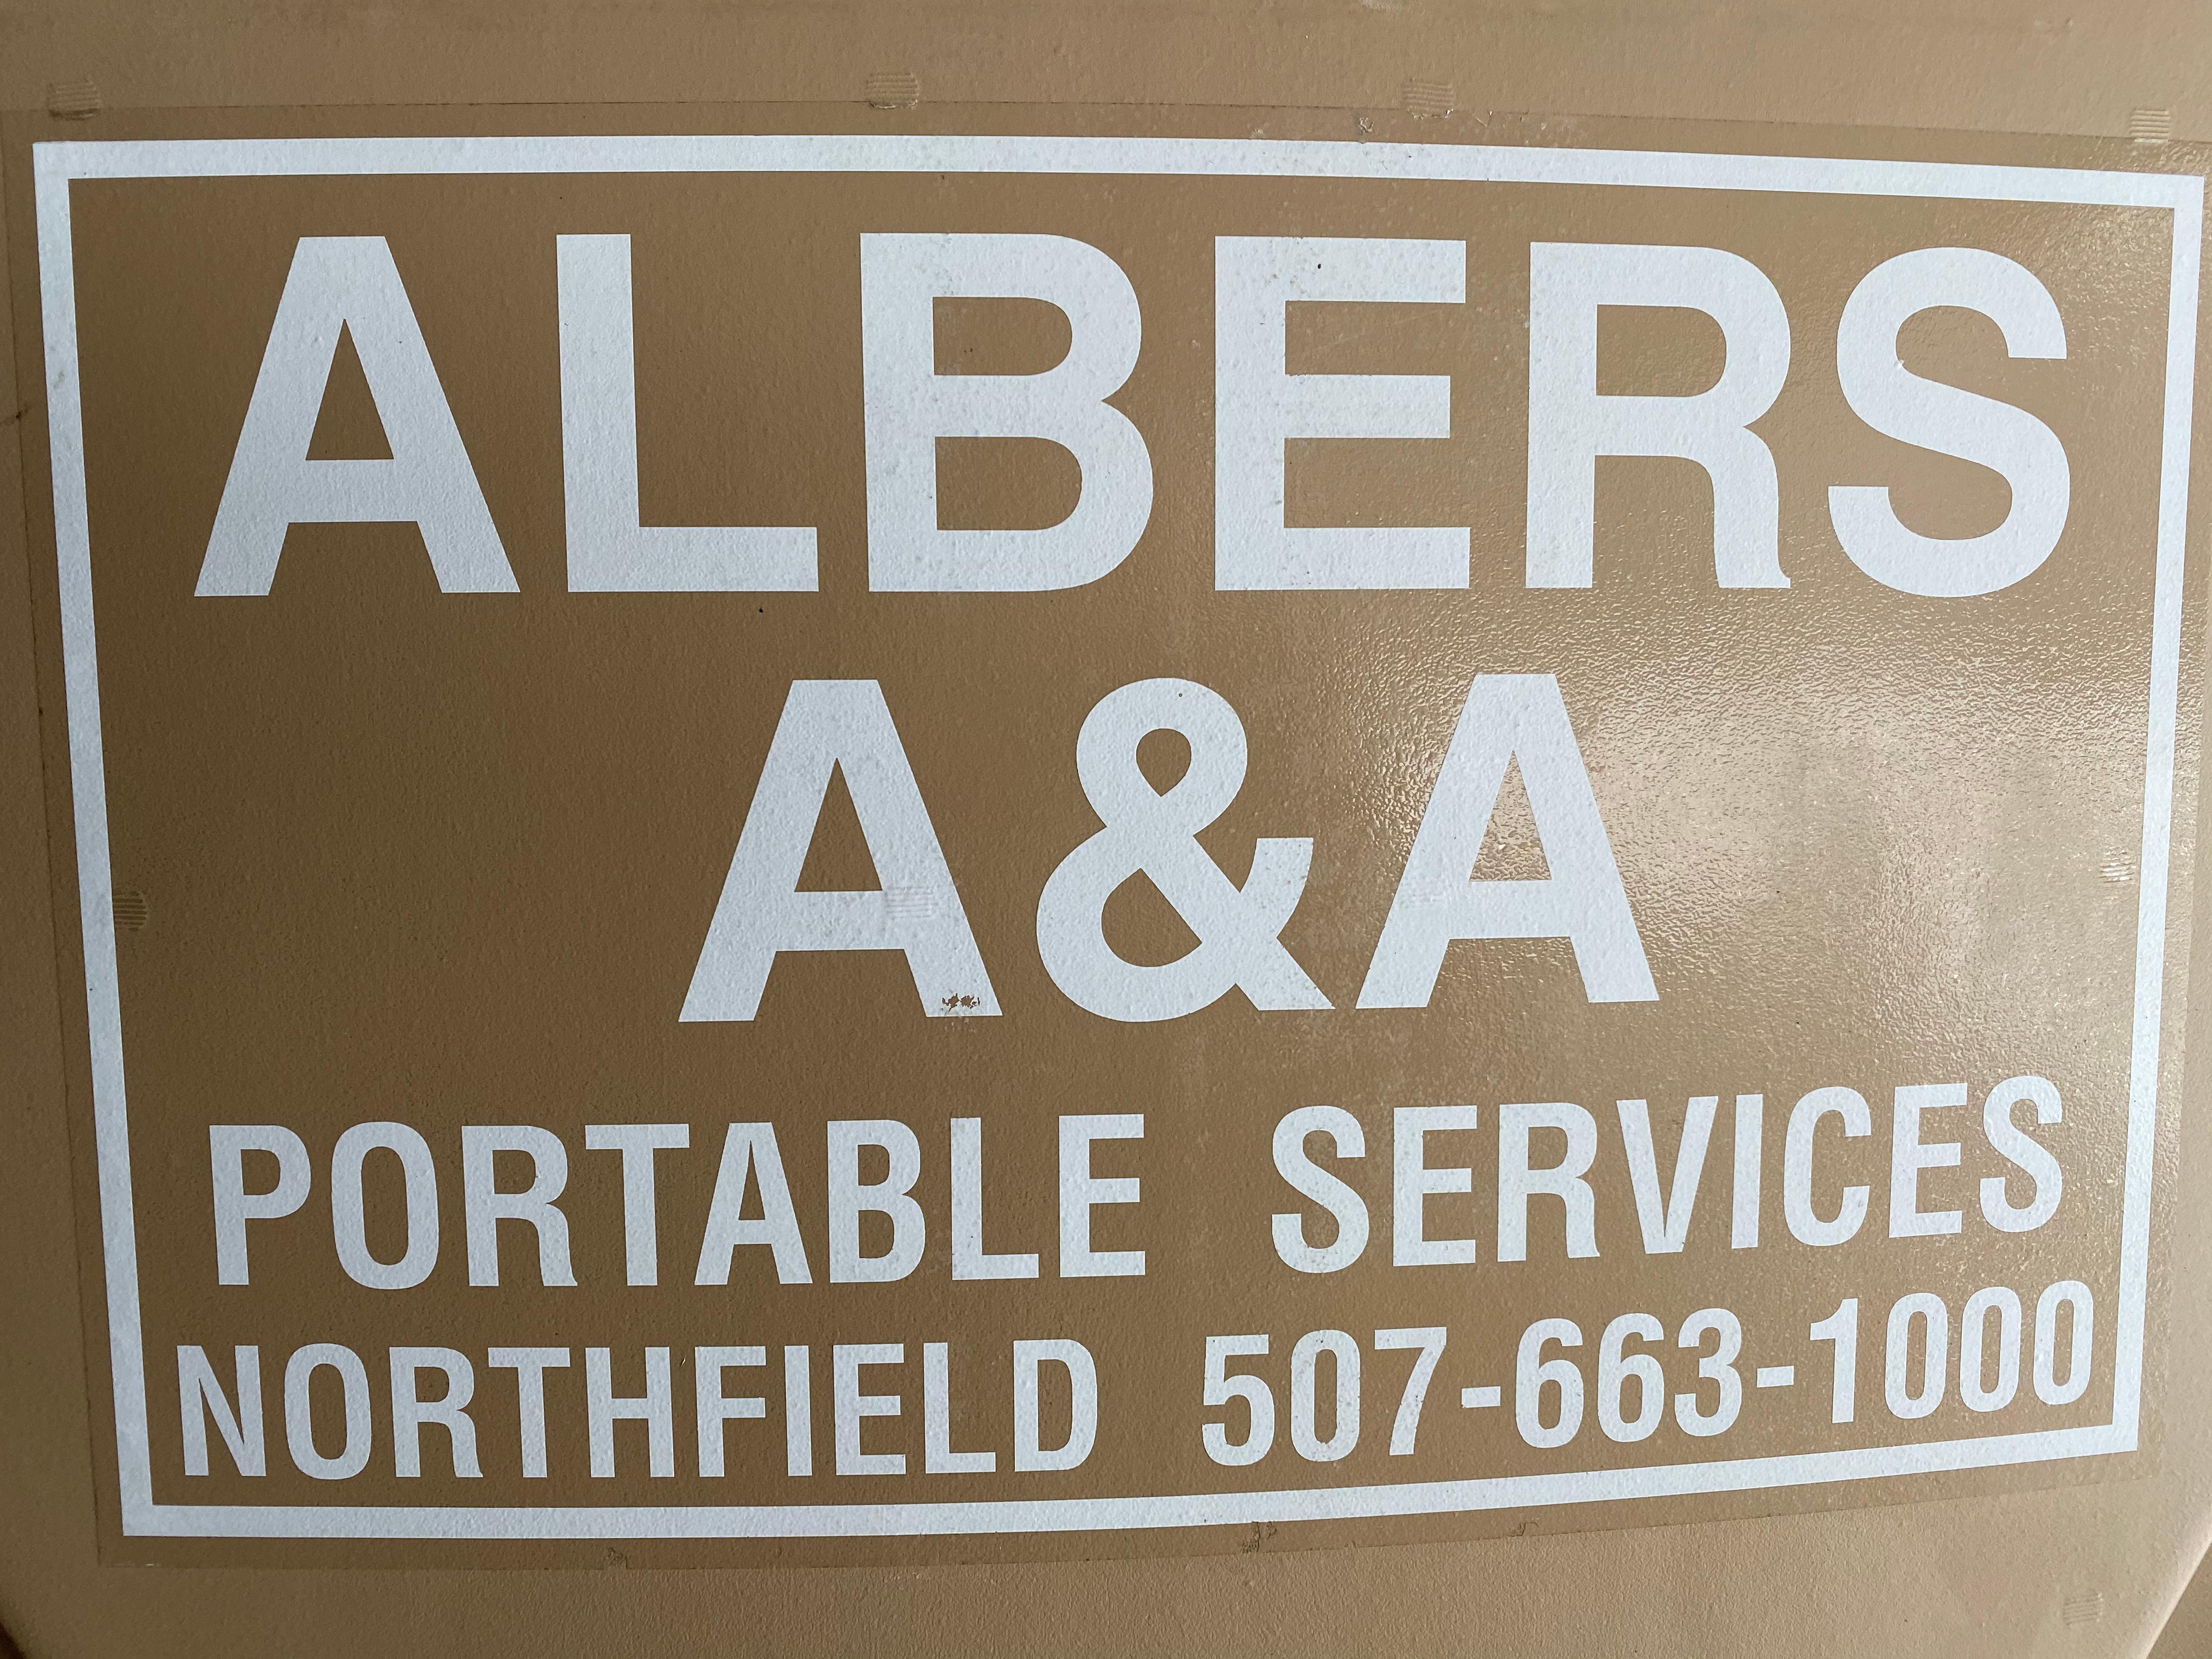 ALBERS
A&A
PORTABLE SERVICES
NORTHFIELD 507-663-1000